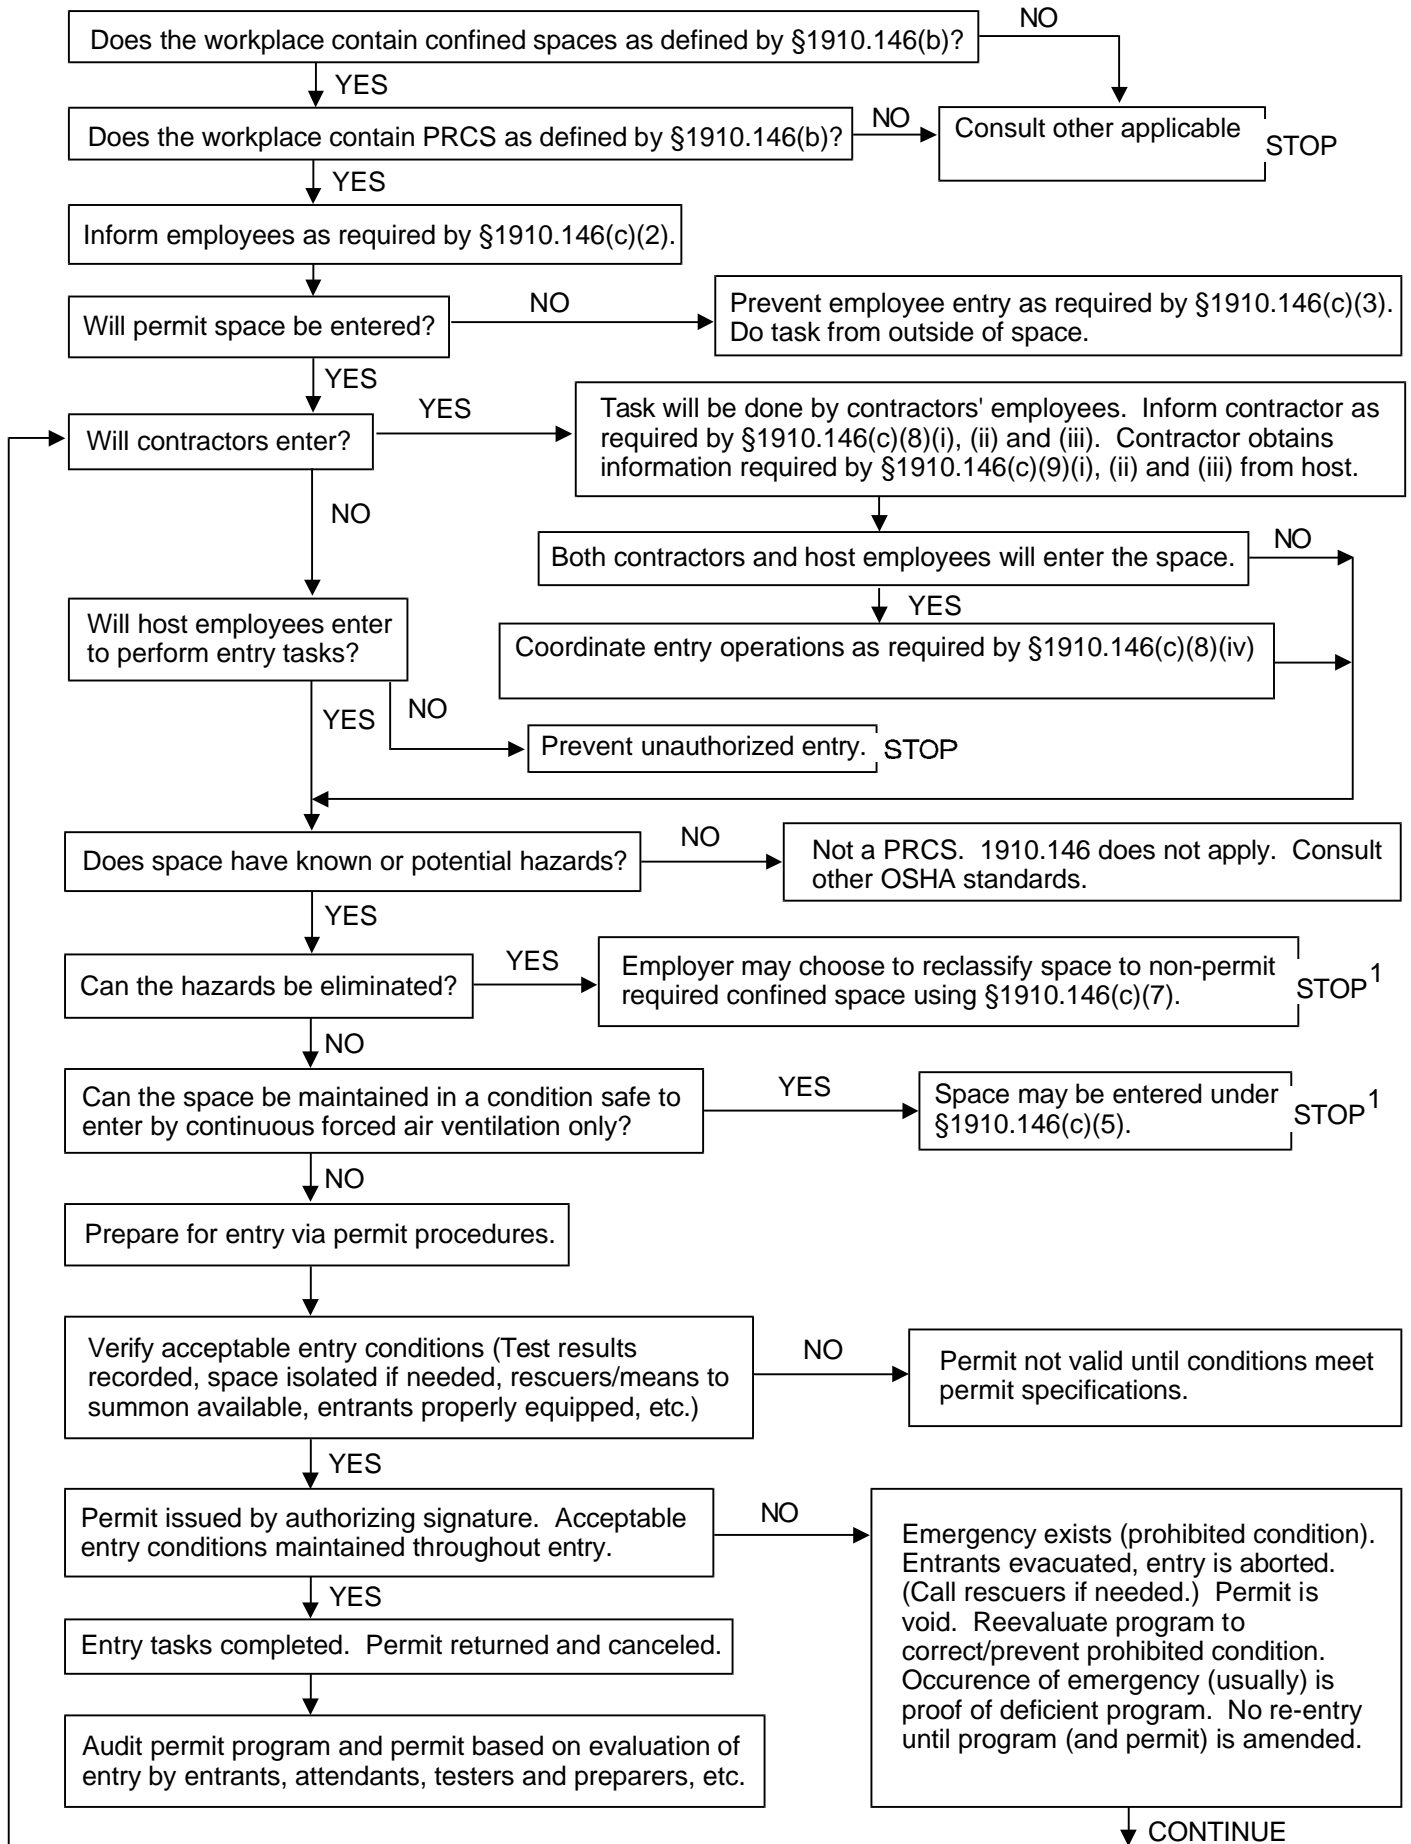 Does the workplace contain confined spaces as defined by §1910.146(b)?
NO
YES
Does the workplace contain PRCS as defined by §1910.146(b)?
NO
Consult other applicable
STOP
YES
Inform employees as required by §1910.146(c)(2).
Will permit space be entered?
NO
Prevent employee entry as required by §1910.146(c)(3).
Do task from outside of space.
YES
Will contractors enter?
YES
Task will be done by contractors' employees. Inform contractor as
required by §1910.146(c)(8)(i), (ii) and (iii). Contractor obtains
information required by §1910.146(c)(9)(i), (ii) and (iii) from host.
NO
Both contractors and host employees will enter the space.
NO
YES
Will host employees enter
to perform entry tasks?
Coordinate entry operations as required by §1910.146(c)(8)(iv)
YES
NO
Prevent unauthorized entry.
STOP
Does space have known or potential hazards?
NO
Not a PRCS. 1910.146 does not apply. Consult
other OSHA standards.
YES
Can the hazards be eliminated?
YES
Employer may choose to reclassify space to non-permit
required confined space using §1910.146(c)(7).
STOP1
NO
Can the space be maintained in a condition safe to
enter by continuous forced air ventilation only?
YES
Space may be entered under
§1910.146(c)(5).
STOP1
NO
Prepare for entry via permit procedures.
Verify acceptable entry conditions (Test results
recorded, space isolated if needed, rescuers/means to
summon available, entrants properly equipped, etc.)
NO
Permit not valid until conditions meet
permit specifications.
YES
Permit issued by authorizing signature. Acceptable
entry conditions maintained throughout entry.
NO
Emergency exists (prohibited condition).
Entrants evacuated, entry is aborted.
(Call rescuers if needed.) Permit is
void. Reevaluate program to
correct/prevent prohibited condition.
Occurence of emergency (usually) is
proof of deficient program. No re-entry
until program (and permit) is amended.
YES
Entry tasks completed. Permit returned and canceled.
Audit permit program and permit based on evaluation of
entry by entrants, attendants, testers and preparers, etc.
CONTINUE